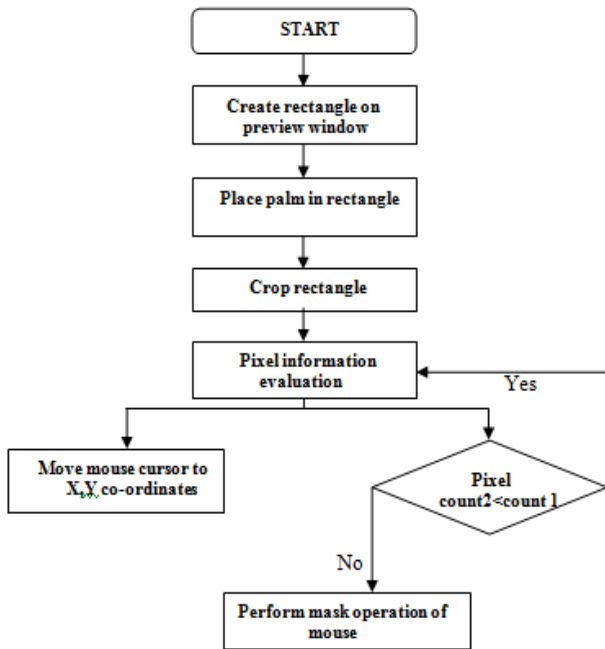 START
Create rectangle on
preview window
Place palm in rectangle
Crop rectangle
Pixel information
evaluation
Yes
Move mouse cursor to
X,Y co-ordinates
Pixel
count2<count 1
No
Perform mask operation of
mouse